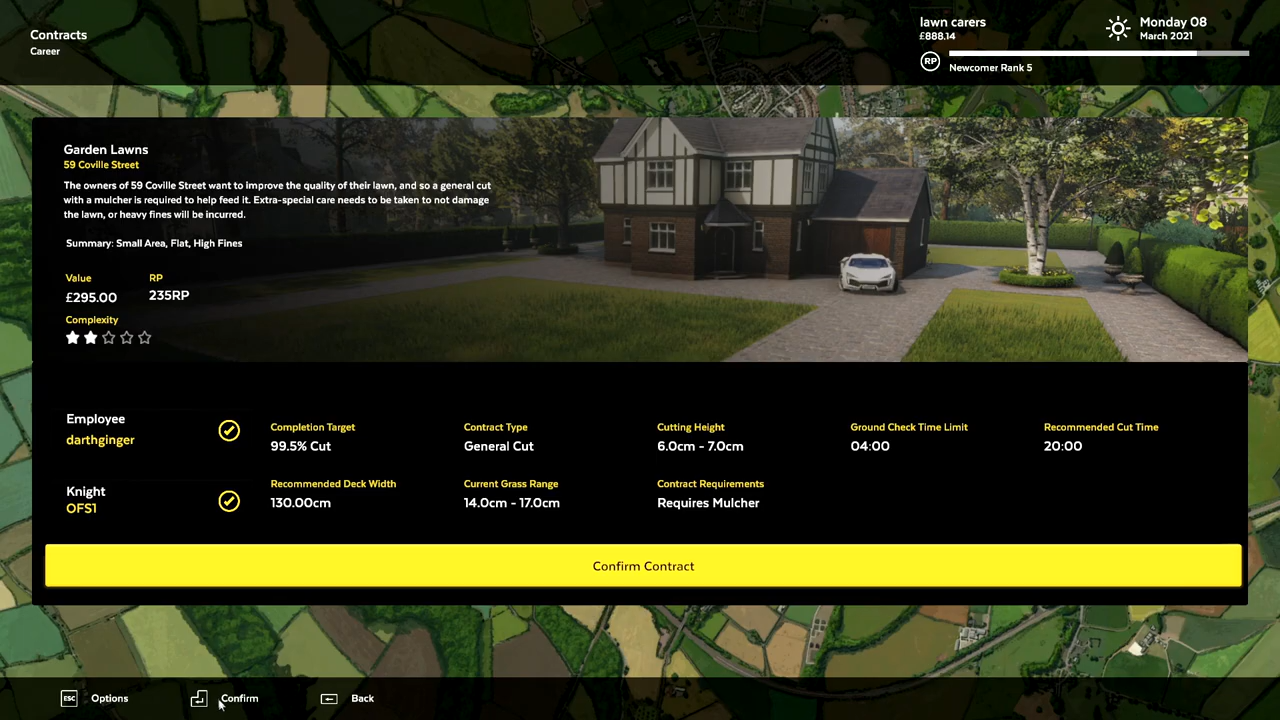 Contracts
Career
lawn carers
£888.14
Monday 08
March 2021
RP
Newcomer Rank 5
Garden Lawns
59 Coville Street
The owners of 59 Coville Street want to improve the quality of their lawn, and so a general cut
with a mulcher is required to help feed it. Extra-special care needs to be taken to not damage
the lawn, or heavy fines will be incurred.
Summary: Small Area, Flat, High Fines
Value
RP
£295.00
235RP
Complexity
Employee
darthginger
Completion Target
Contract Type
Cutting Height
Ground Check Time Limit
Recommended Cut Time
99.5% Cut
General Cut
6.0cm - 7.0cm
04:00
20:00
Knight
OFS1
Recommended Deck Width
Current Grass Range
Contract Requirements
130.00cm
14.0cm - 17.0cm
Requires Mulcher
Confirm Contract
ESC Options
Confirm
Back